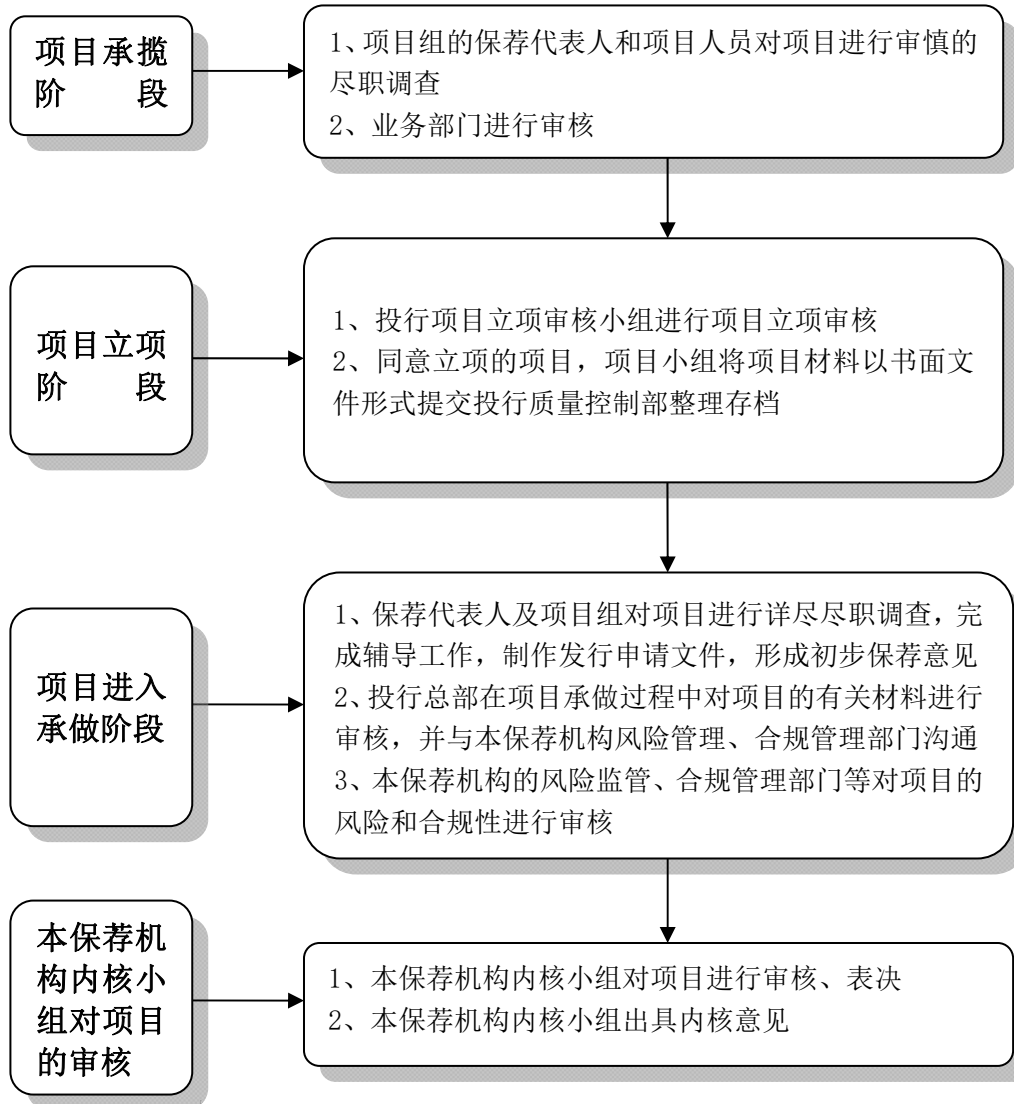 项目承揽
阶 段
1、项目组的保荐代表人和项目人员对项目进行审慎的
尽职调查
2、业务部门进行审核
项目立项
阶 段
1、投行项目立项审核小组进行项目立项审核
2、同意立项的项目，项目小组将项目材料以书面文
件形式提交投行质量控制部整理存档
项目进入
承做阶段
1、保荐代表人及项目组对项目进行详尽尽职调查，完
成辅导工作，制作发行申请文件，形成初步保荐意见
2、投行总部在项目承做过程中对项目的有关材料进行
审核，并与本保荐机构风险管理、合规管理部门沟通
3、本保荐机构的风险监管、合规管理部门等对项目的
风险和合规性进行审核
本保荐机
构内核小
组对项目
的审核
1、本保荐机构内核小组对项目进行审核、表决
2、本保荐机构内核小组出具内核意见